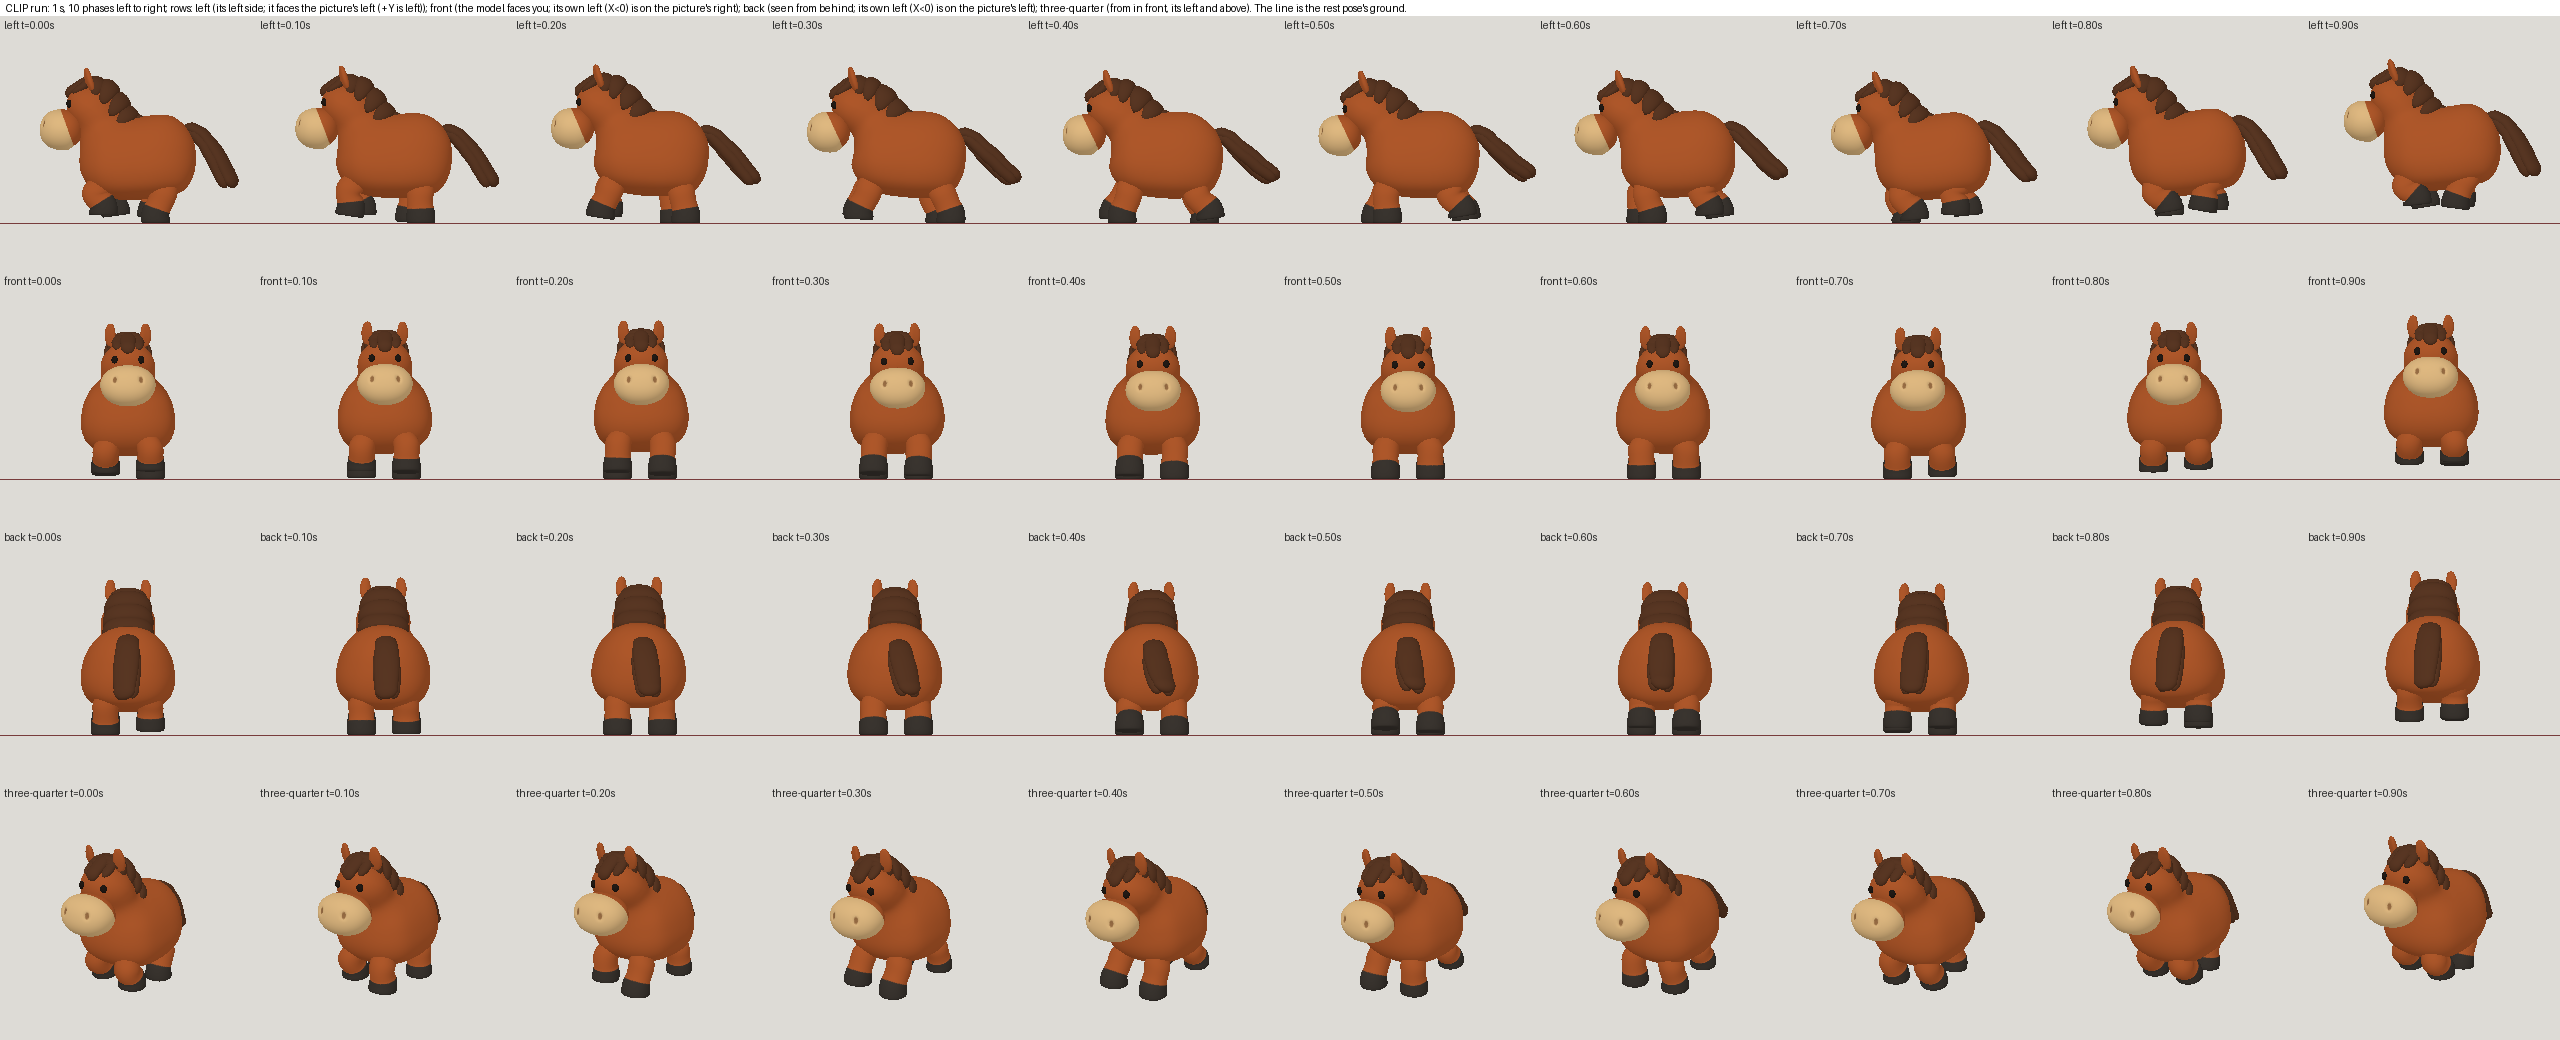 CLIP run: 1 s, 10 phases left to right; rows: left (its left side; it faces the picture's left (+Y is left)); front (the model faces you; its own left (X<0) is on the picture's right); back (seen from behind; its own left (X<0) is on the picture's left); three-quarter (from in front, its left and above). The line is the rest pose's ground.
left t=0.00s left t=0.10s left t=0.20s left t=0.30s left t=0.40s left t=0.50s left t=0.60s left t=0.70s left t=0.80s left t=0.90s
front t=0.00s front t=0.10s front t=0.20s front t=0.30s front t=0.40s front t=0.50s front t=0.60s front t=0.70s front t=0.80s front t=0.90s
back t=0.00s back t=0.10s back t=0.20s back t=0.30s back t=0.40s back t=0.50s back t=0.60s back t=0.70s back t=0.80s back t=0.90s
three-quarter t=0.00s three-quarter t=0.10s three-quarter t=0.20s three-quarter t=0.30s three-quarter t=0.40s three-quarter t=0.50s three-quarter t=0.60s three-quarter t=0.70s three-quarter t=0.80s three-quarter t=0.90s